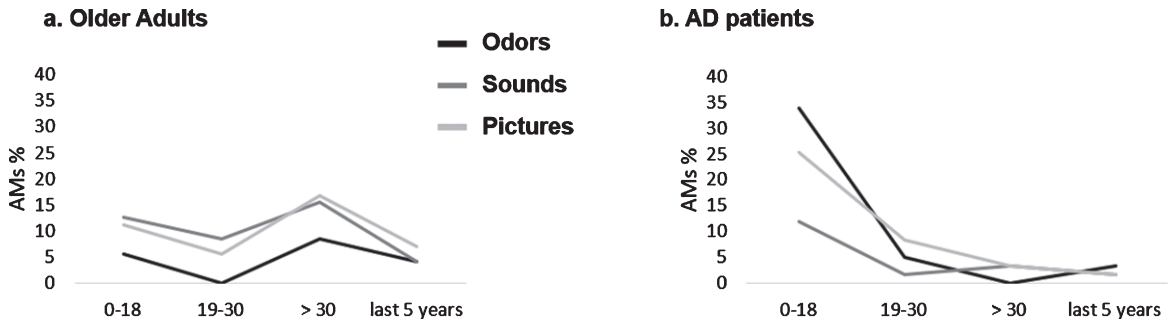 a. Older Adults
AMs %
40
35
30
25
20
15
10
5
0
0-18 19-30 > 30 last 5 years
Odors
Sounds
Pictures
b. AD patients
AMs %
40
35
30
25
20
15
10
5
0
0-18 19-30 > 30 last 5 years